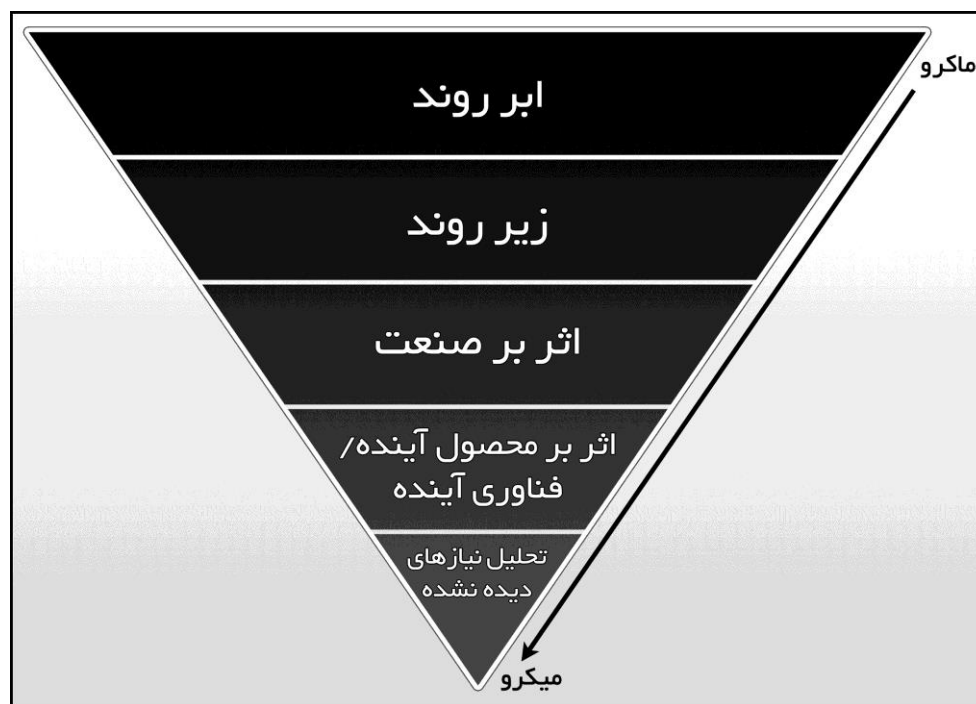 ماکرو
ابر روند
زیر روند
اثر بر صنعت
اثر بر محصول آینده/
فناوری آینده
تحلیل نیازهای
دیده نشده
میکرو